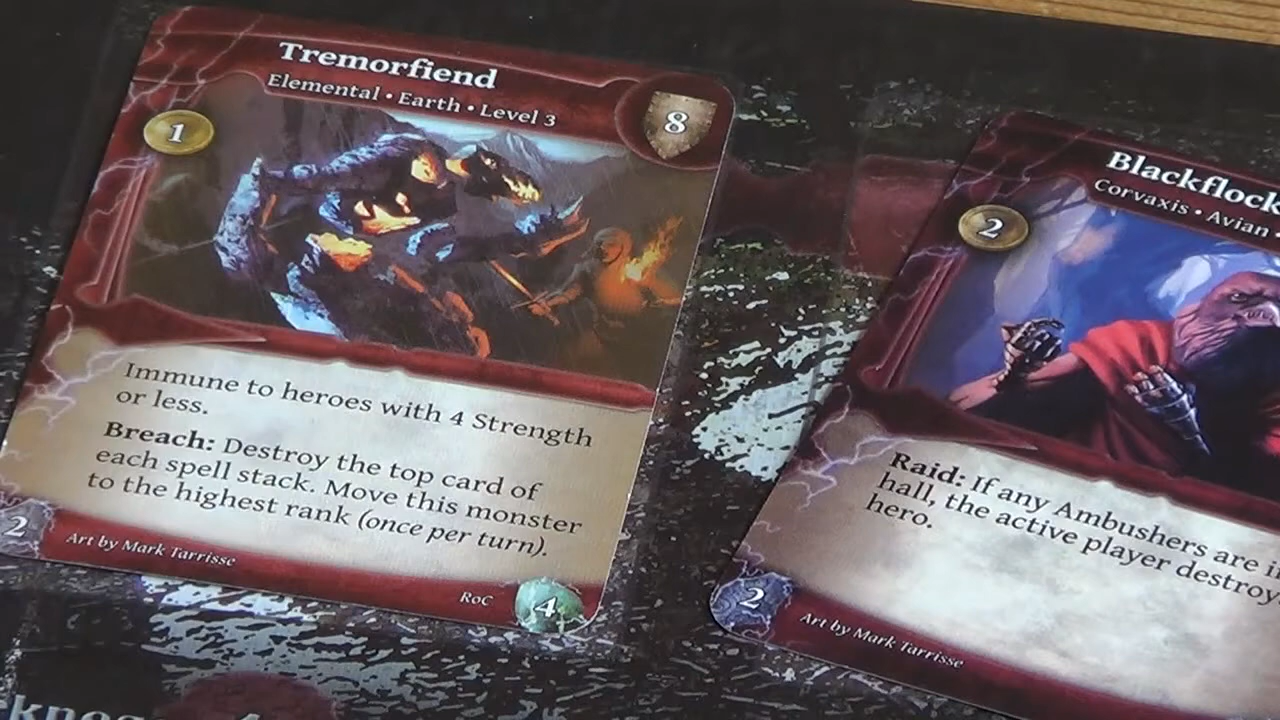 Tremorfiend
Elemental • Earth • Level 3
1
8
Immune to heroes with 4 Strength
or less.
Breach: Destroy the top card of
each spell stack. Move this monster
to the highest rank (once per turn).
2
Art by Mark Tarrisse
RoC
4
Blackflock
Corvaxis • Avian •
2
Raid: If any Ambushers are in
hall, the active player destroy
hero.
2
Art by Mark Tarrisse